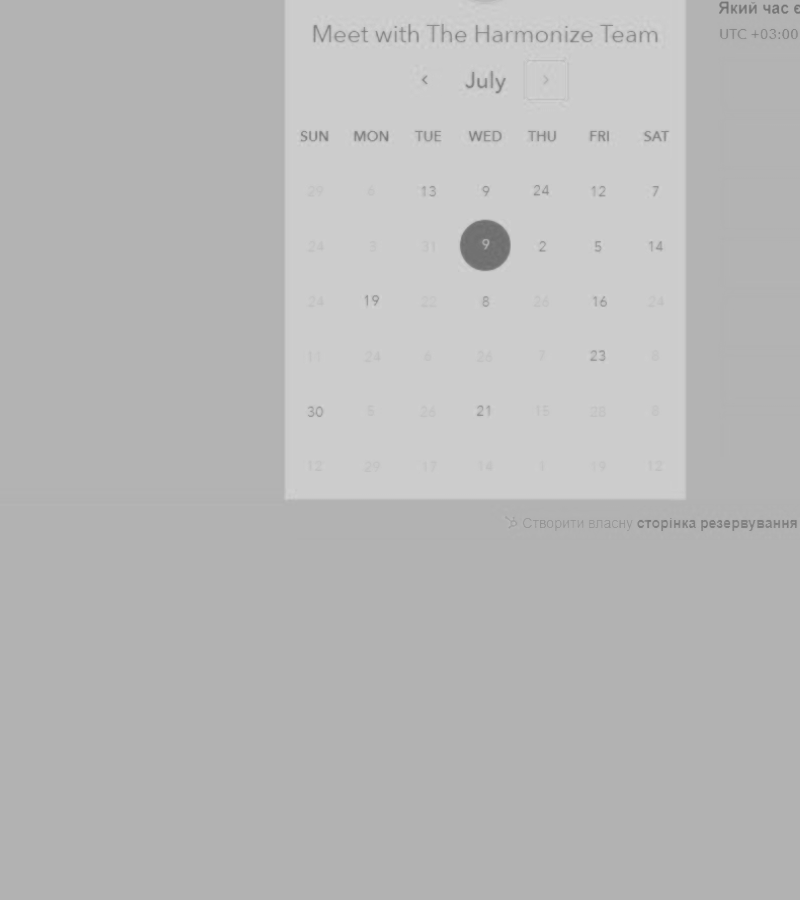 Який час є
Meet with The Harmonize Team
UTC +03:00
‹ July ›
SUN MON TUE WED THU FRI SAT
29 6 13 9 24 12 7
24 3 31 9 2 5 14
24 19 22 8 26 16 24
11 24 6 26 7 23 8
30 5 26 21 15 28 8
12 29 17 14 19 12
Створити власну сторінка резервування